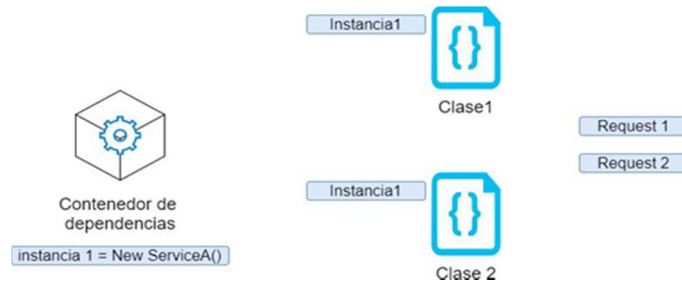 Instancia1
{}
Clase1
Request 1
Request 2
Contenedor de
dependencias
instancia 1 = New ServiceA()
Instancia1
{}
Clase 2